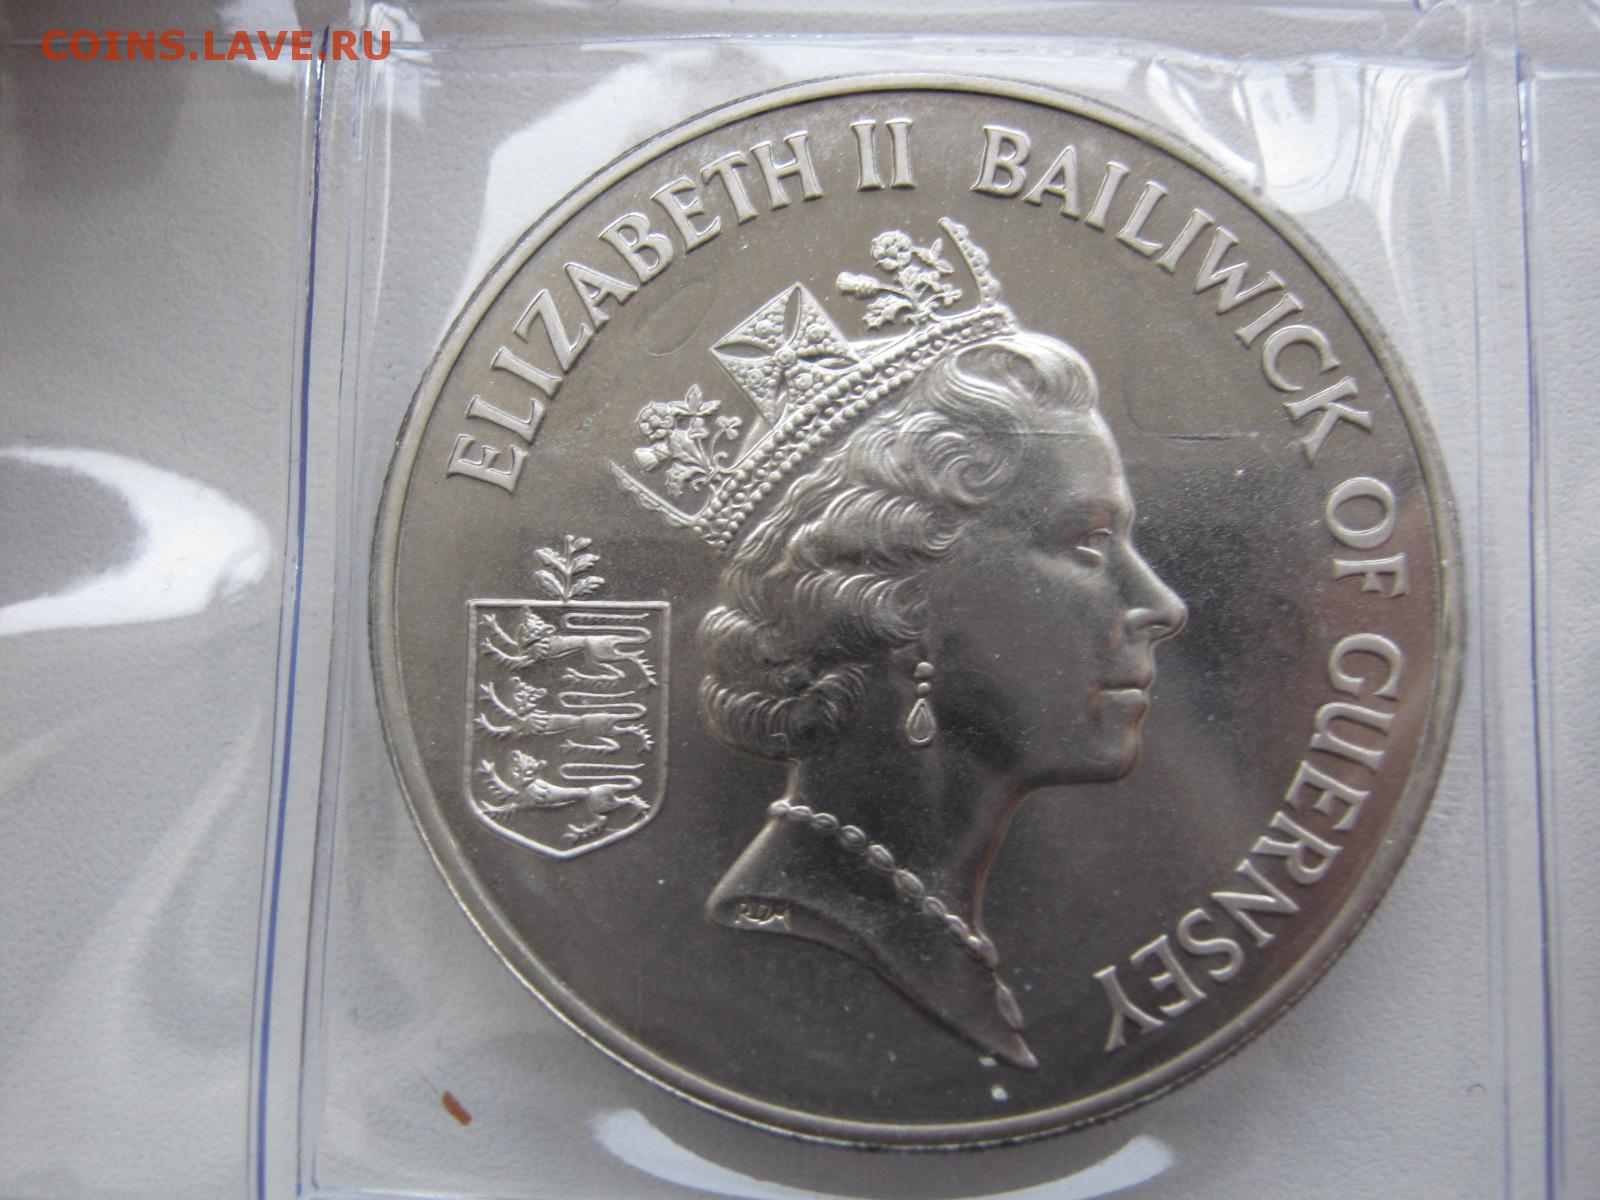 COINS.LAVE.RU
ELIZABETH II BAILIWICK OF GUERNSEY
RDM